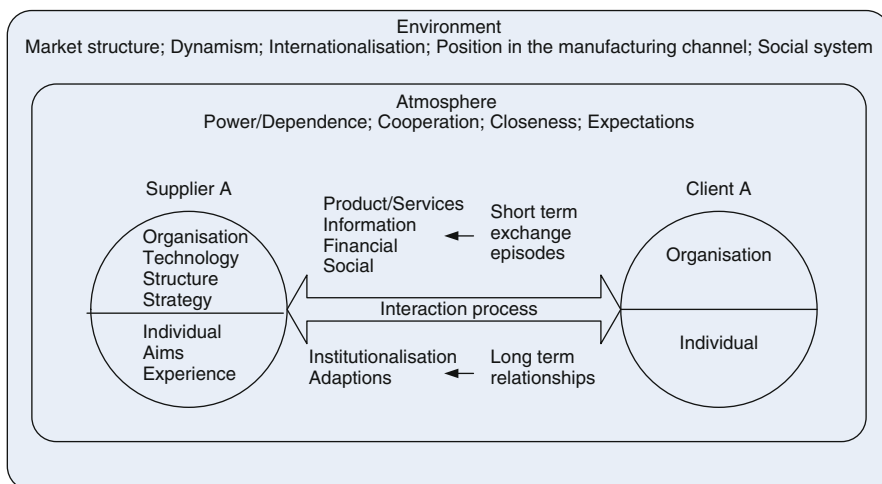 Environment
Market structure; Dynamism; Internationalisation; Position in the manufacturing channel; Social system
Atmosphere
Power/Dependence; Cooperation; Closeness; Expectations
Supplier A
Organisation
Technology
Structure
Strategy
Individual
Aims
Experience
Product/Services
Information
Financial
Social
Short term
exchange
episodes
Interaction process
Institutionalisation
Adaptions
Long term
relationships
Client A
Organisation
Individual